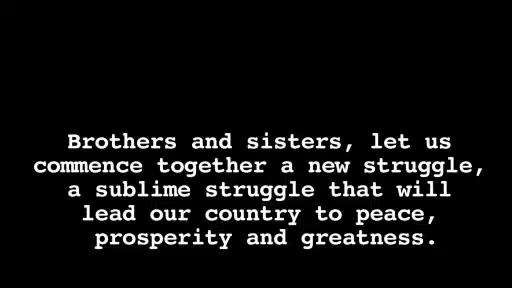 Brothers and sisters, let us
commence together a new struggle,
a sublime struggle that will
lead our country to peace,
prosperity and greatness.